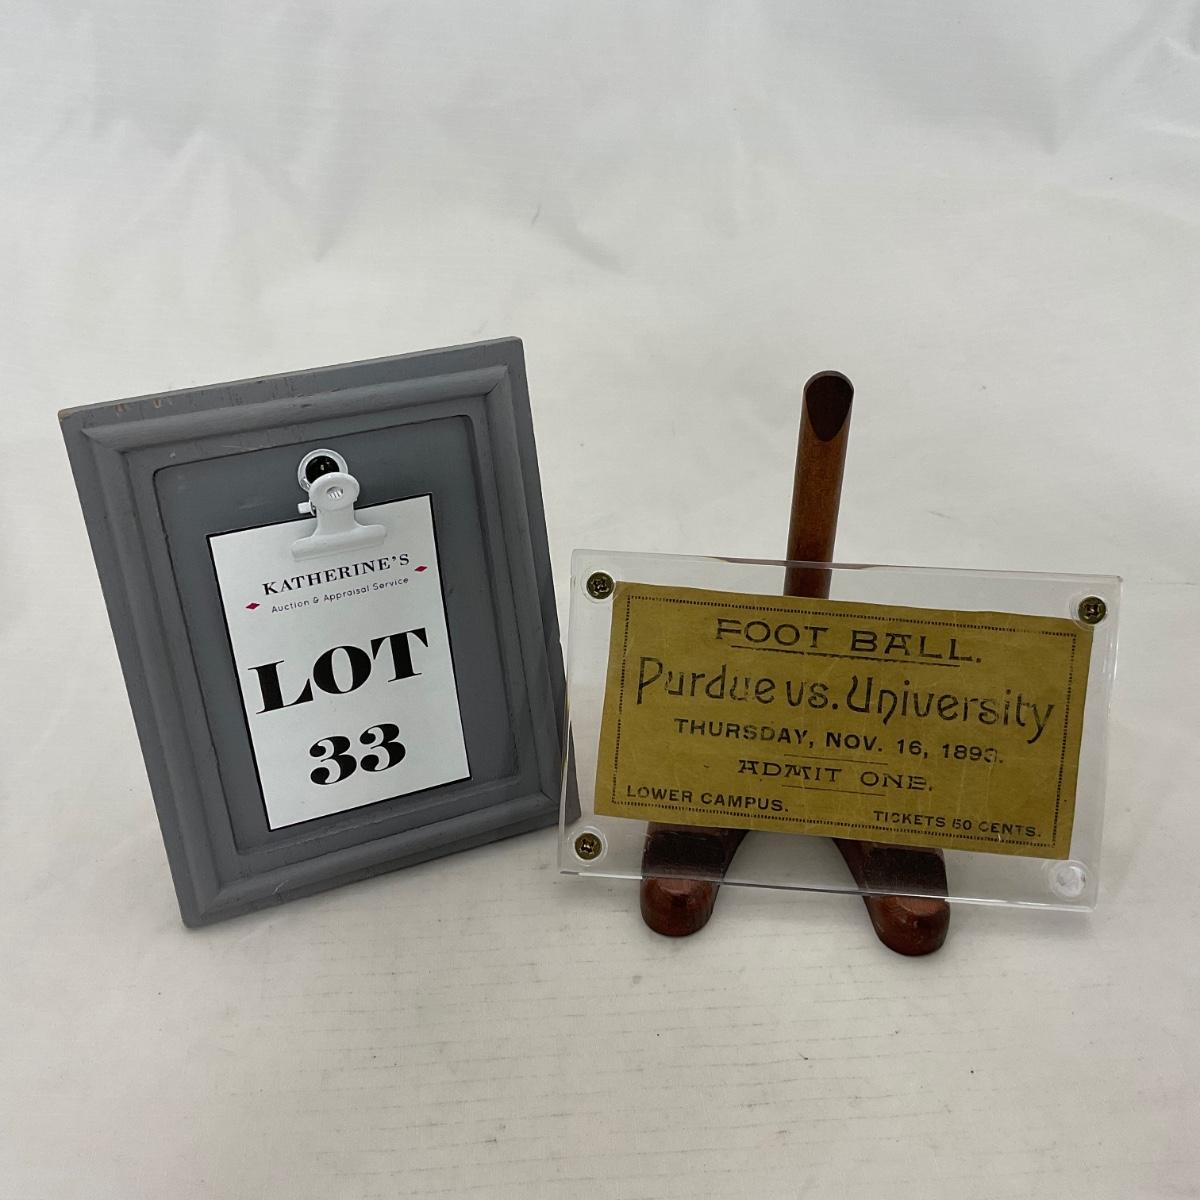 KATHERINE'S
Auction & Appraisal Service
LOT
33
FOOT BALL.
Purdue vs. University
THURSDAY, NOV. 16, 1893.
ADMIT ONE.
LOWER CAMPUS.
TICKETS 50 CENTS.